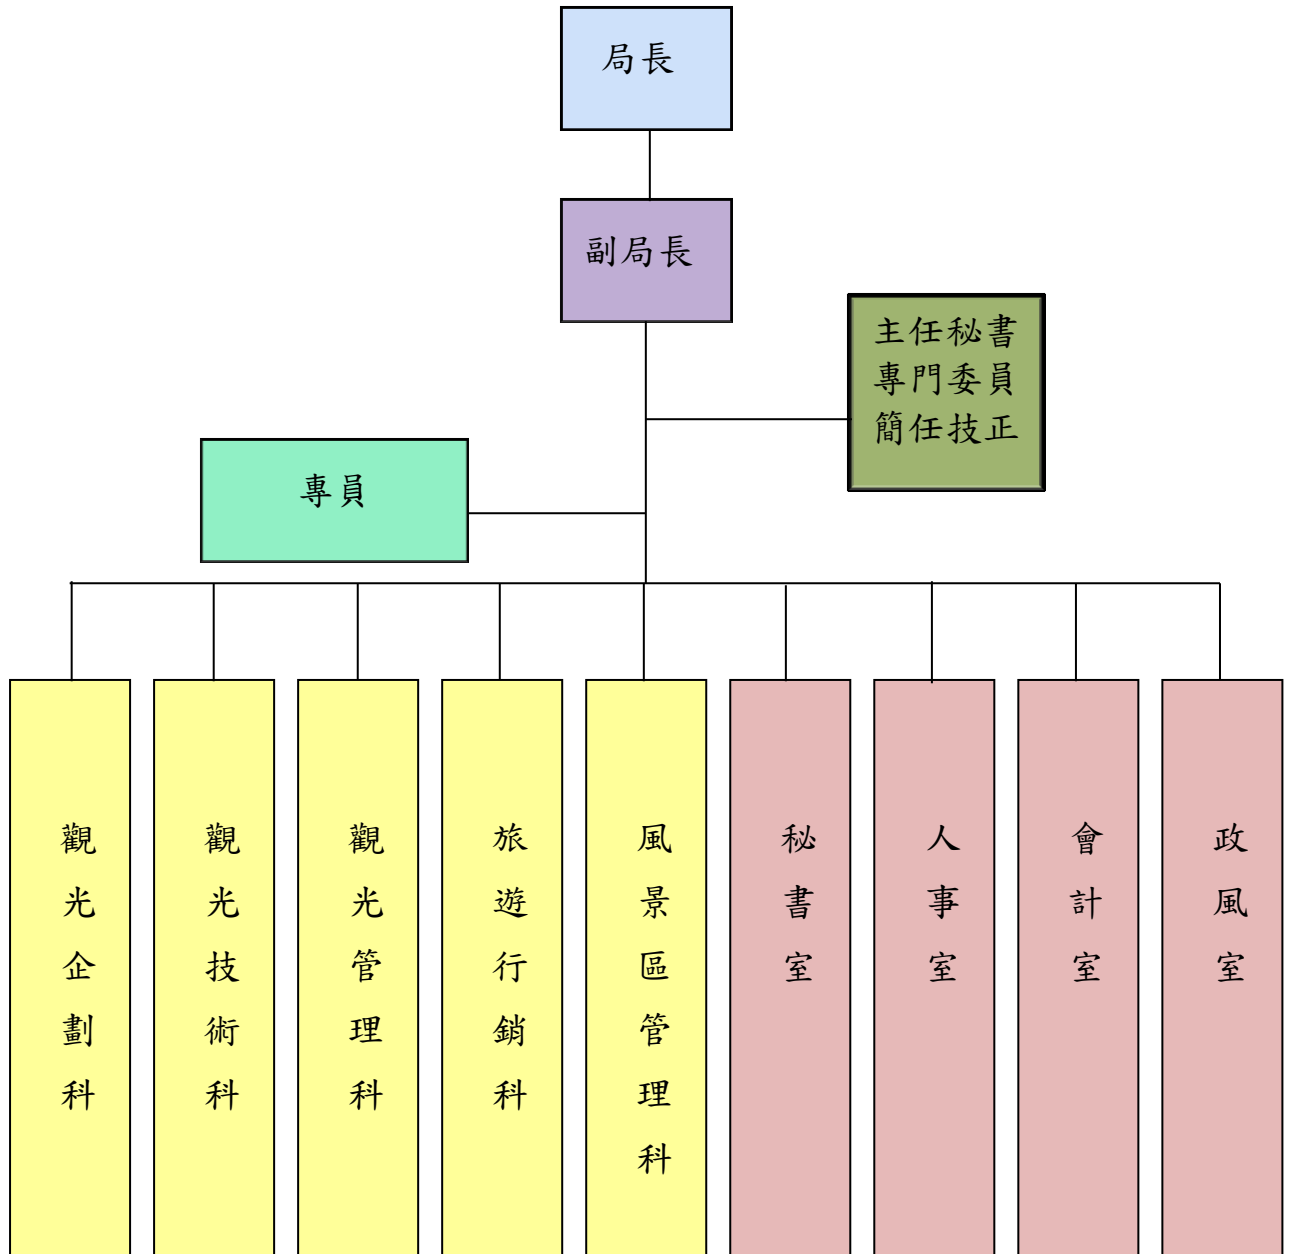 局長
副局長
主任秘書
專門委員
簡任技正
專員
觀光企劃科
觀光技術科
觀光管理科
旅遊行銷科
風景區管理科
秘書室
人事室
會計室
政風室